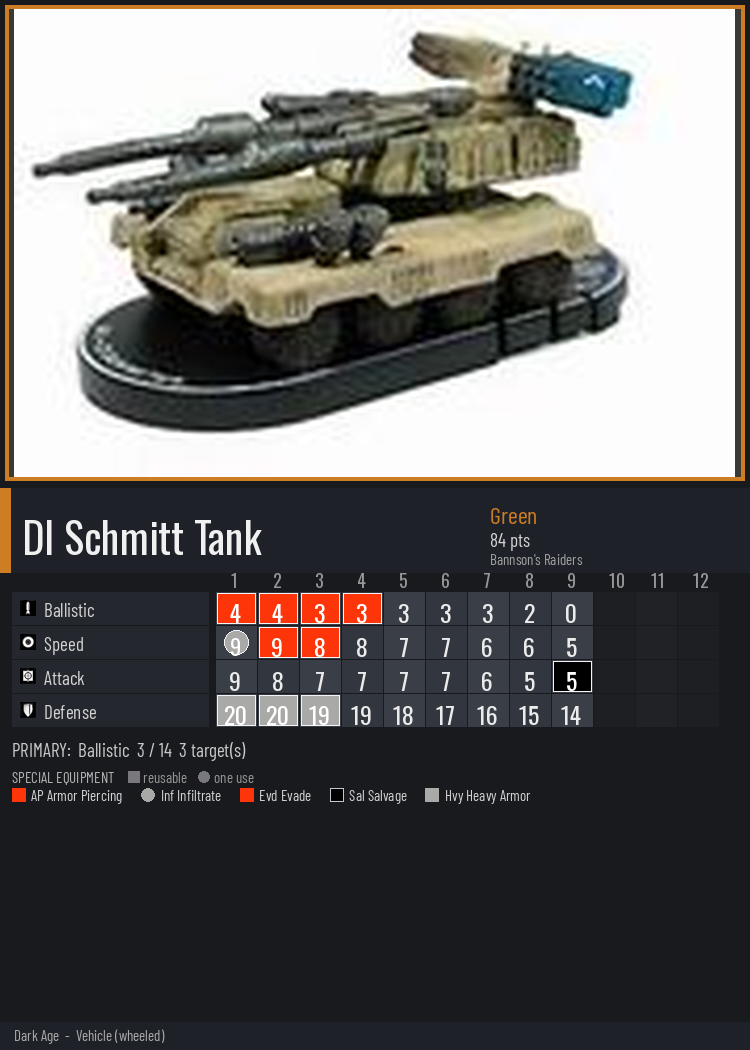 DI Schmitt Tank
Green
84 pts
Bannson's Raiders
1 2 3 4 5 6 7 8 9 10 11 12
Ballistic 4 4 3 3 3 3 3 2 0
Speed 9 9 8 8 7 7 6 6 5
Attack 9 8 7 7 7 7 6 5 5
Defense 20 20 19 19 18 17 16 15 14
PRIMARY: Ballistic 3 / 14 3 target(s)
SPECIAL EQUIPMENT reusable one use
AP Armor Piercing Inf Infiltrate Evd Evade Sal Salvage Hvy Heavy Armor
Dark Age - Vehicle (wheeled)